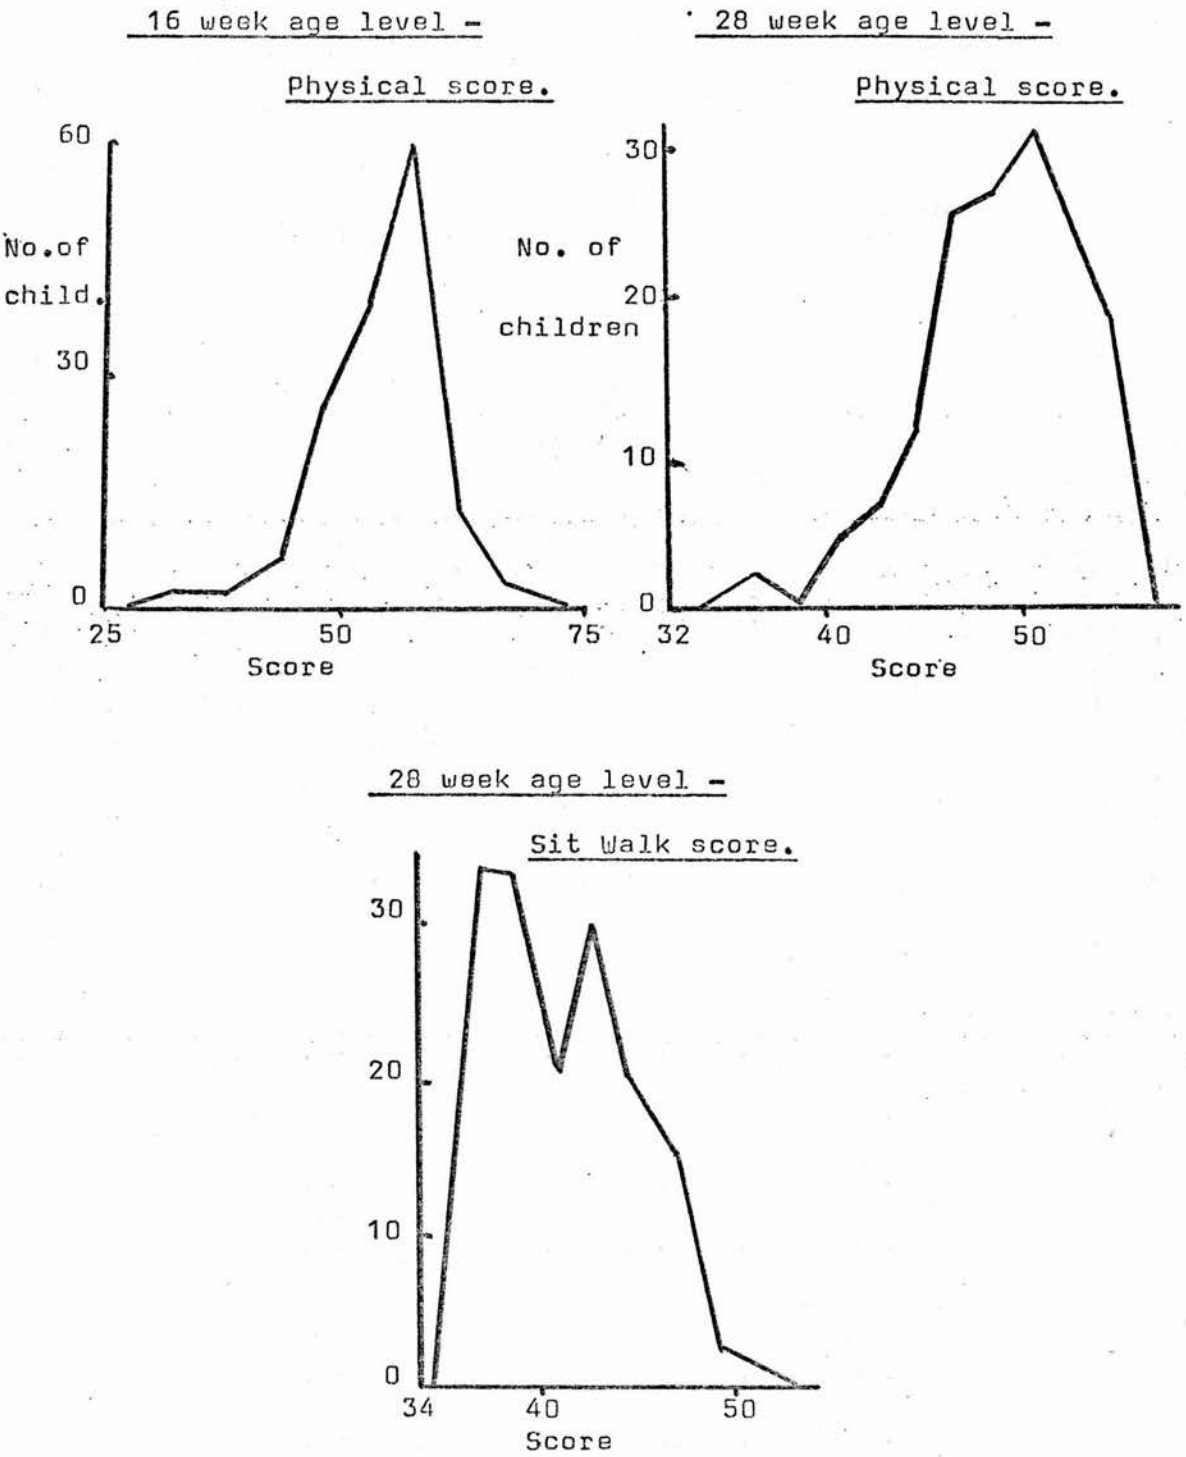 16 week age level -
Physical score.
60
No.of
child.
30
0
25 50 75
Score
28 week age level -
Physical score.
30
No. of
20
children
10
0
32 40 50
Score
28 week age level -
Sit Walk score.
30
20
10
0
34 40 50
Score